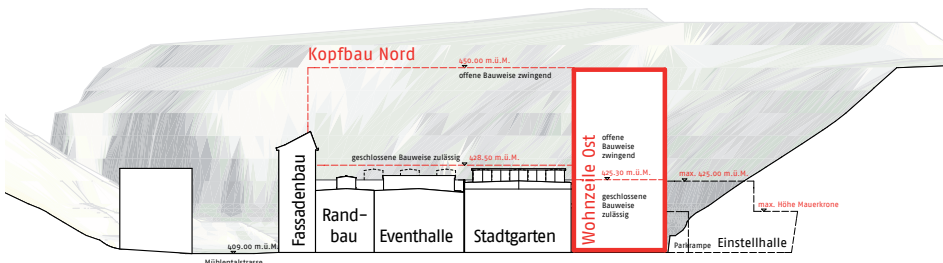 Kopfbau Nord
450.00 m.ü.M.
offene Bauweise zwingend
geschlossene Bauweise zulässig
428.50 m.ü.M.
Wohnzeile Ost
offene
Bauweise
zwingend
425.30 m.ü.M.
max. 425.00 m.ü.M.
geschlossene
Bauweise
zulässig
max. Höhe Mauerkrone
Fassadenbau
Rand-
bau
Eventhalle
Stadtgarten
Parkrampe
Einstellhalle
409.00 m.ü.M.
Mühlentalstrasse